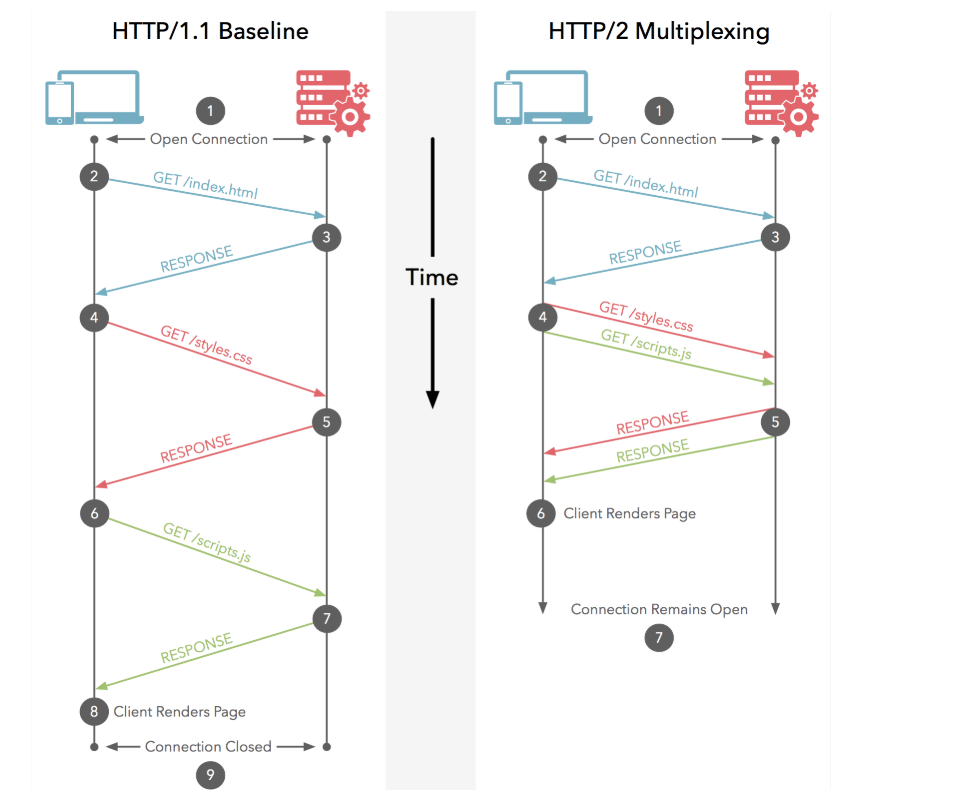 HTTP/1.1 Baseline
1
Open Connection
2
GET /index.html
3
RESPONSE
4
GET /styles.css
5
RESPONSE
6
GET /scripts.js
7
RESPONSE
8
Client Renders Page
Connection Closed
9
Time
HTTP/2 Multiplexing
1
Open Connection
2
GET /index.html
3
RESPONSE
4
GET /styles.css
GET /scripts.js
5
RESPONSE
RESPONSE
6
Client Renders Page
Connection Remains Open
7